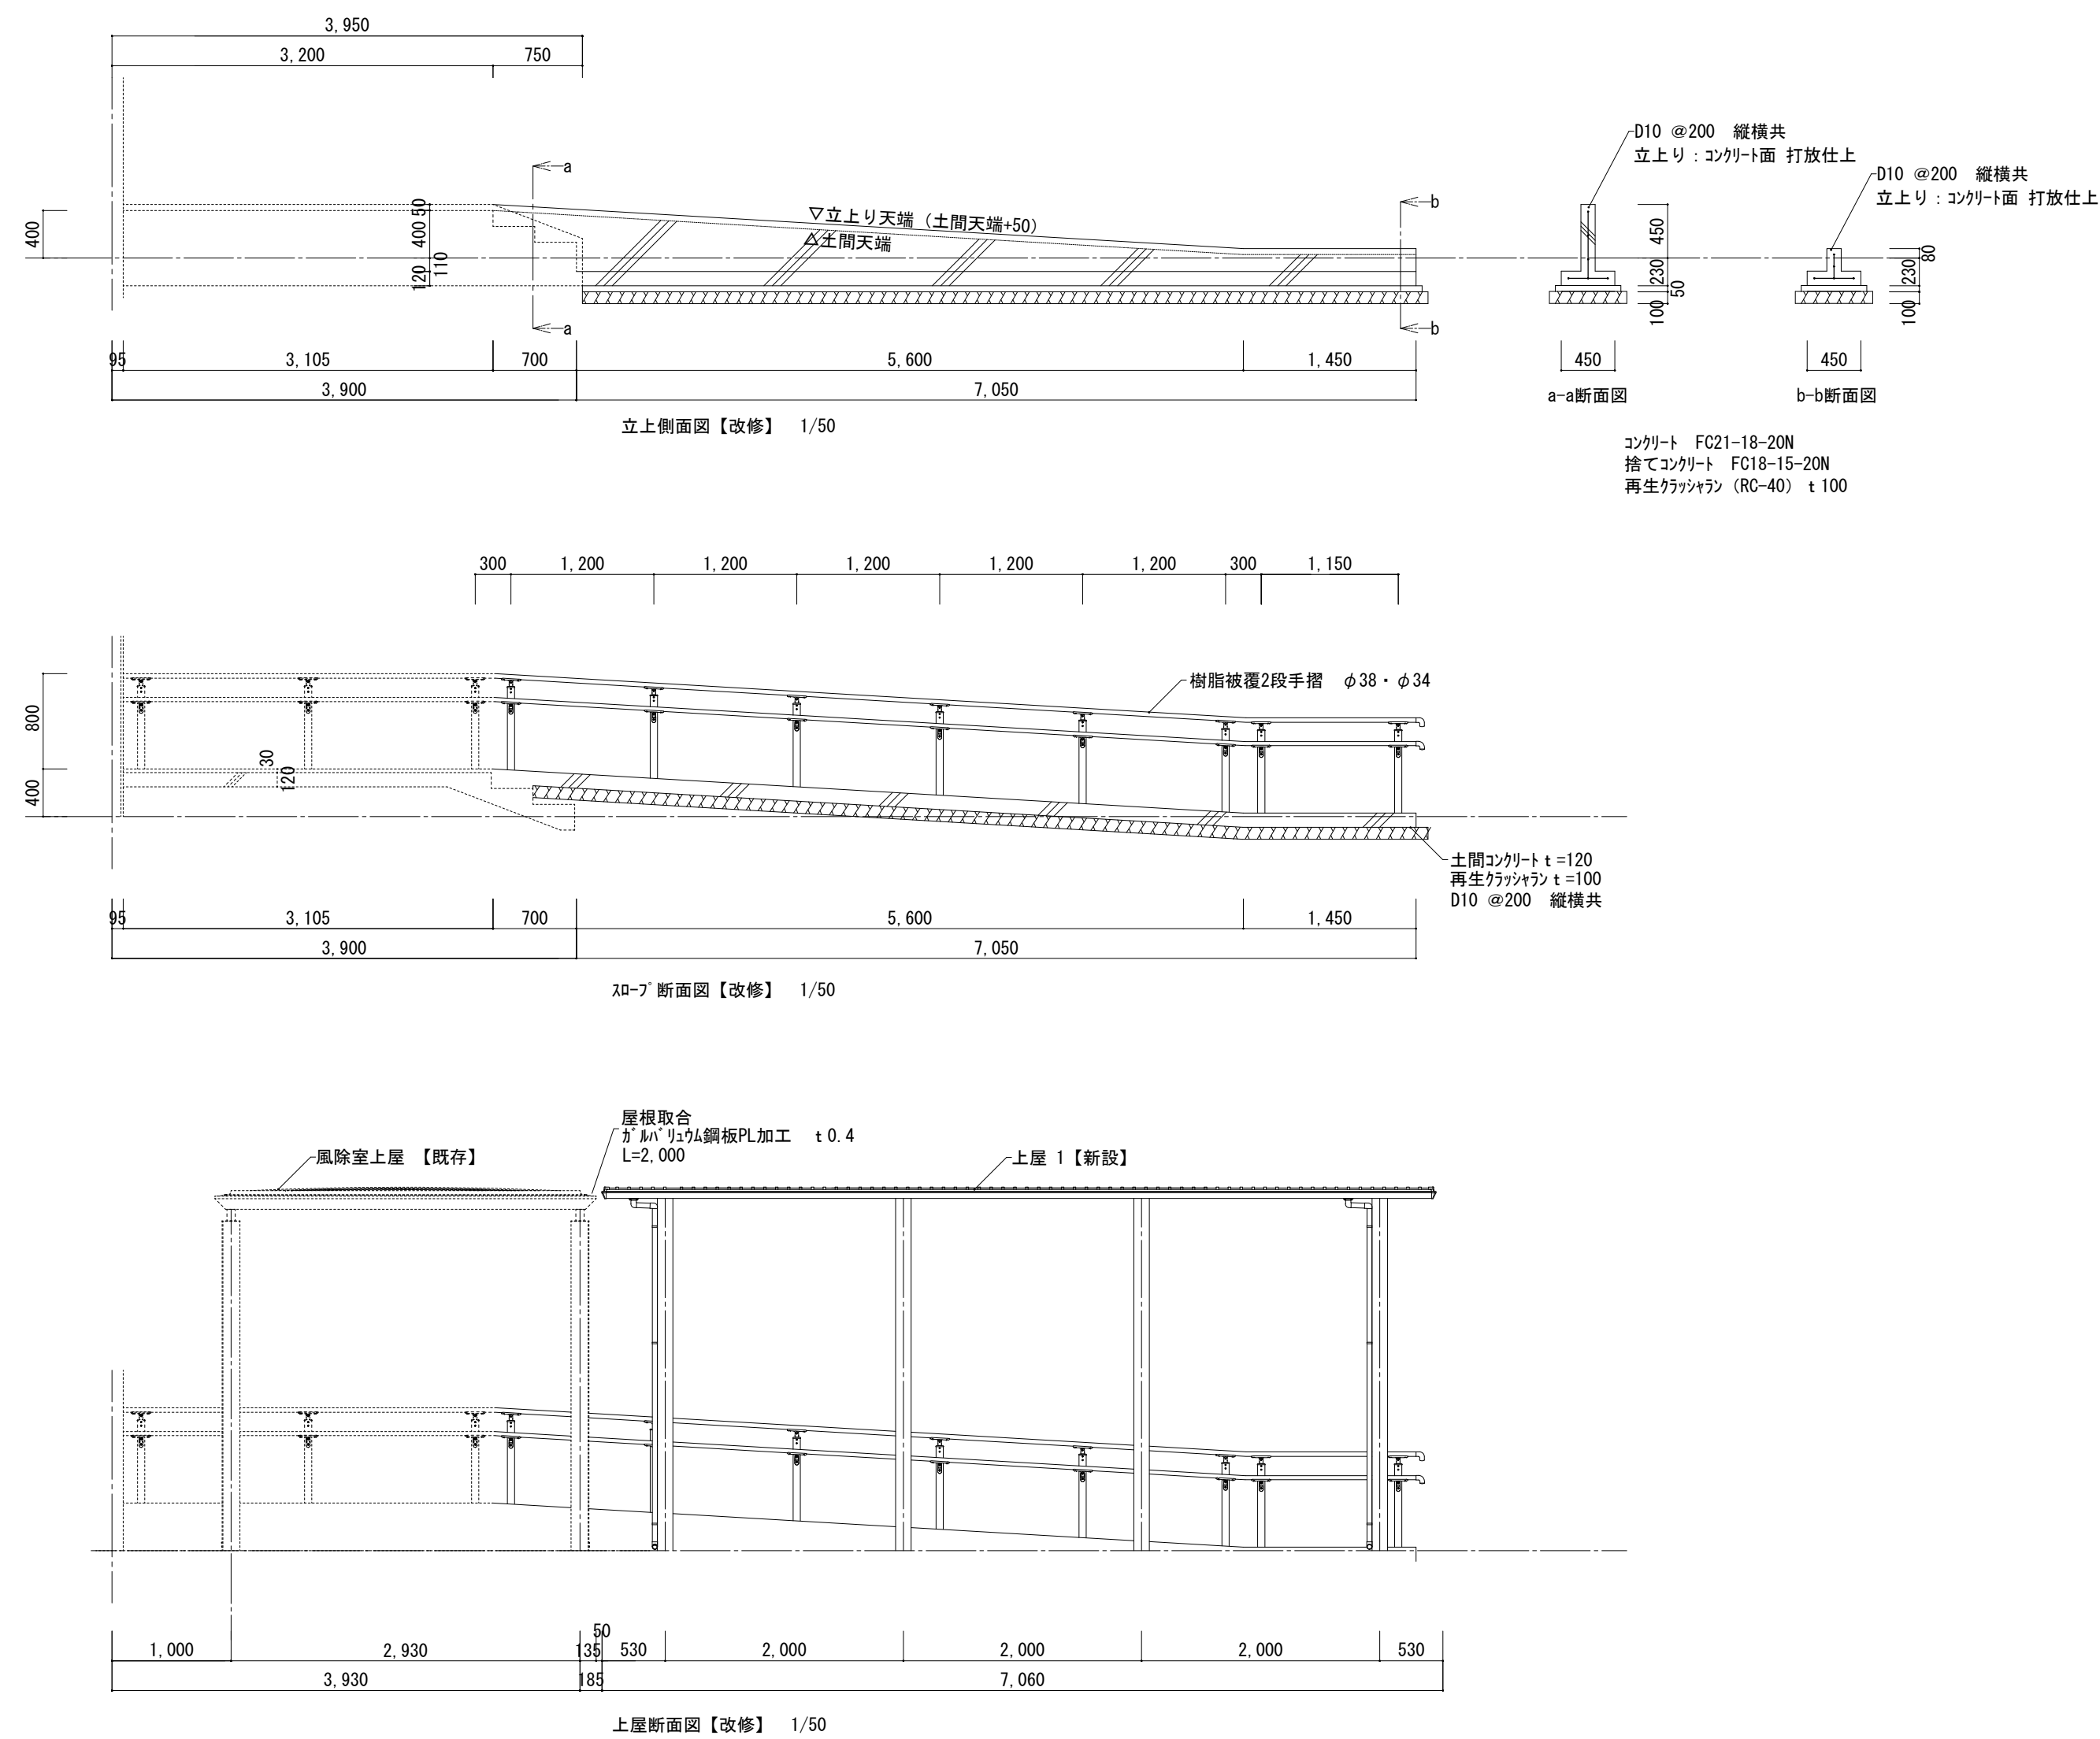 3,950
3,200 750
a
b
▽立上り天端（土間天端+50）
△土間天端
400
50
400
110
120
a
b
95 3,105 700 5,600 1,450
3,900 7,050
立上側面図【改修】 1/50
D10 @200 縦横共
立上り：ｺﾝｸﾘｰﾄ面 打放仕上
450
230
50
100
450
a-a断面図
D10 @200 縦横共
立上り：ｺﾝｸﾘｰﾄ面 打放仕上
80
230
100
450
b-b断面図
ｺﾝｸﾘｰﾄ FC21-18-20N
捨てｺﾝｸﾘｰﾄ FC18-15-20N
再生ｸﾗｯｼｬﾗﾝ（RC-40） t 100
300 1,200 1,200 1,200 1,200 1,200 300 1,150
樹脂被覆2段手摺 φ38・φ34
800
400
30
120
土間ｺﾝｸﾘｰﾄ t =120
再生ｸﾗｯｼｬﾗﾝ t =100
D10 @200 縦横共
95 3,105 700 5,600 1,450
3,900 7,050
ｽﾛｰﾌﾟ断面図【改修】 1/50
屋根取合
ｶﾞﾙﾊﾞﾘｭｳﾑ鋼板PL加工 t 0.4
L=2,000
風除室上屋 【既存】
上屋 1【新設】
50
1,000 2,930 135 530 2,000 2,000 2,000 530
3,930 185 7,060
上屋断面図【改修】 1/50